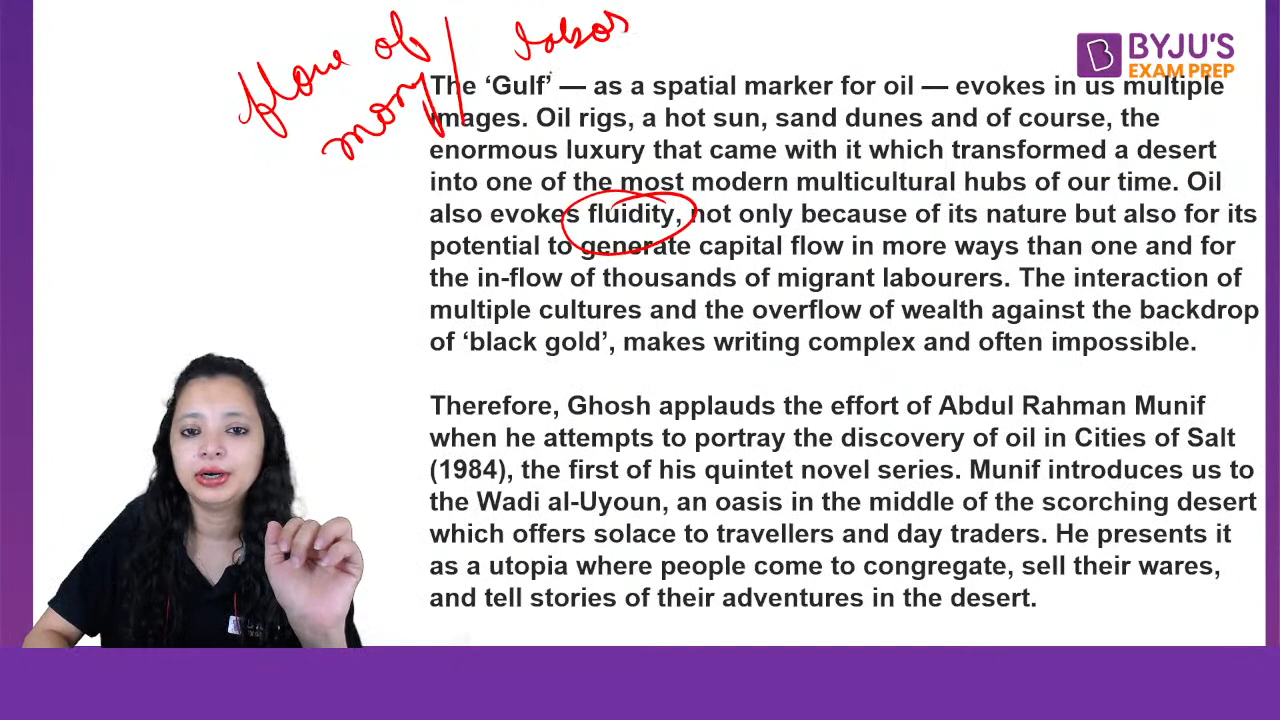 flow of
money/
labor
BYJU'S
EXAM PREP
The ‘Gulf’ — as a spatial marker for oil — evokes in us multiple
images. Oil rigs, a hot sun, sand dunes and of course, the
enormous luxury that came with it which transformed a desert
into one of the most modern multicultural hubs of our time. Oil
also evokes fluidity, not only because of its nature but also for its
potential to generate capital flow in more ways than one and for
the in-flow of thousands of migrant labourers. The interaction of
multiple cultures and the overflow of wealth against the backdrop
of ‘black gold’, makes writing complex and often impossible.
Therefore, Ghosh applauds the effort of Abdul Rahman Munif
when he attempts to portray the discovery of oil in Cities of Salt
(1984), the first of his quintet novel series. Munif introduces us to
the Wadi al-Uyoun, an oasis in the middle of the scorching desert
which offers solace to travellers and day traders. He presents it
as a utopia where people come to congregate, sell their wares,
and tell stories of their adventures in the desert.